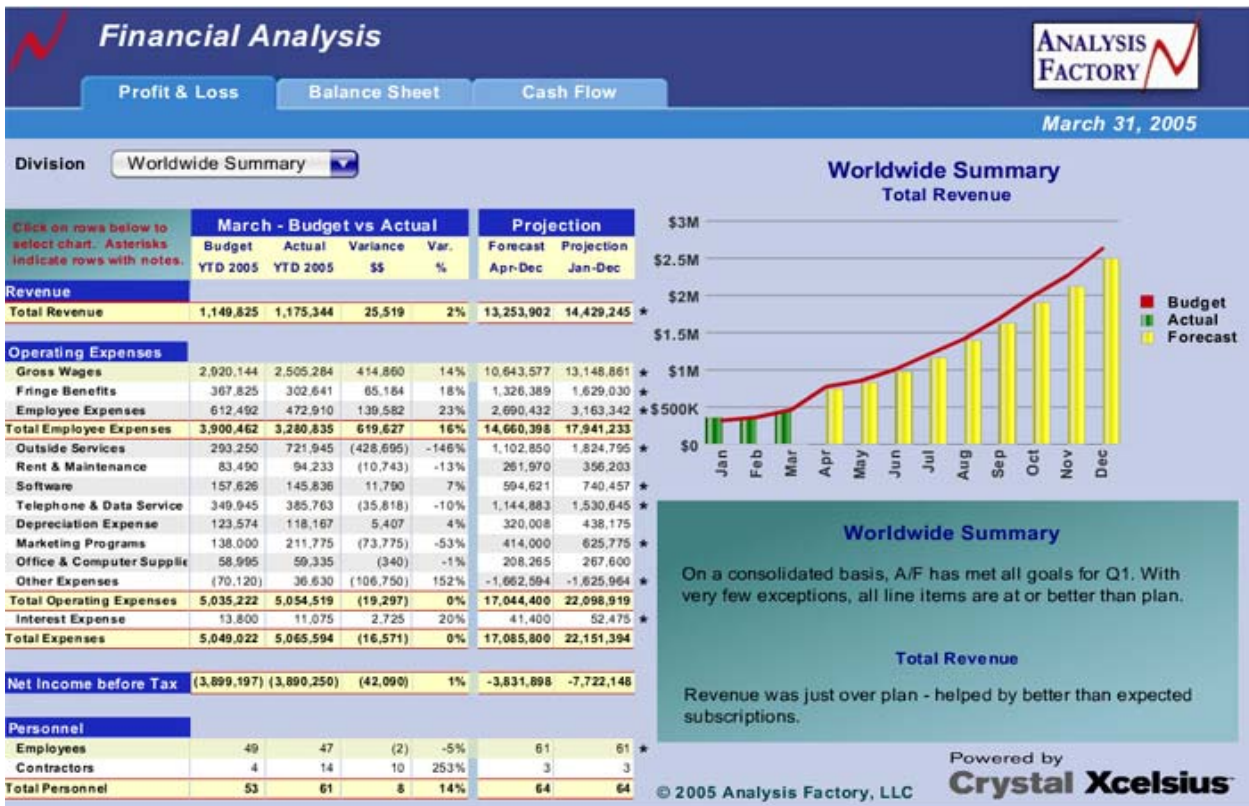 Financial Analysis
ANALYSIS
FACTORY
Profit & Loss Balance Sheet Cash Flow
March 31, 2005
Division Worldwide Summary
Click on rows below to
select chart. Asterisks
indicate rows with notes.
March - Budget vs Actual Projection
Budget Actual Variance Var. Forecast Projection
YTD 2005 YTD 2005 $$ % Apr-Dec Jan-Dec
Revenue
Total Revenue 1,149,825 1,175,344 25,519 2% 13,253,902 14,429,245 ★
Operating Expenses
Gross Wages 2,920,144 2,505,284 414,860 14% 10,643,577 13,148,861 ★
Fringe Benefits 367,825 302,641 65,184 18% 1,326,389 1,629,030 ★
Employee Expenses 612,492 472,910 139,582 23% 2,690,432 3,163,342 ★
Total Employee Expenses 3,900,462 3,280,835 619,627 16% 14,660,398 17,941,233
Outside Services 293,250 721,945 (428,695) -146% 1,102,850 1,824,795 ★
Rent & Maintenance 83,490 94,233 (10,743) -13% 261,970 356,203
Software 157,626 145,836 11,790 7% 594,621 740,457 ★
Telephone & Data Service 349,945 385,763 (35,818) -10% 1,144,883 1,530,645 ★
Depreciation Expense 123,574 118,167 5,407 4% 320,008 438,175
Marketing Programs 138,000 211,775 (73,775) -53% 414,000 625,775 ★
Office & Computer Supplie 58,995 59,335 (340) -1% 208,265 267,600
Other Expenses (70,120) 36,630 (106,750) 152% -1,662,594 -1,625,964 ★
Total Operating Expenses 5,035,222 5,054,519 (19,297) 0% 17,044,400 22,098,919
Interest Expense 13,800 11,075 2,725 20% 41,400 52,475 ★
Total Expenses 5,049,022 5,065,594 (16,571) 0% 17,085,800 22,151,394
Net Income before Tax (3,899,197) (3,890,250) (42,090) 1% -3,831,898 -7,722,148
Personnel
Employees 49 47 (2) -5% 61 61 ★
Contractors 4 14 10 253% 3 3
Total Personnel 53 61 8 14% 64 64
Worldwide Summary
Total Revenue
$3M
$2.5M
$2M
$1.5M
$1M
$500K
$0
Jan Feb Mar Apr May Jun Jul Aug Sep Oct Nov Dec
Budget
Actual
Forecast
Worldwide Summary
On a consolidated basis, A/F has met all goals for Q1. With
very few exceptions, all line items are at or better than plan.
Total Revenue
Revenue was just over plan - helped by better than expected
subscriptions.
© 2005 Analysis Factory, LLC
Powered by
Crystal Xcelsius